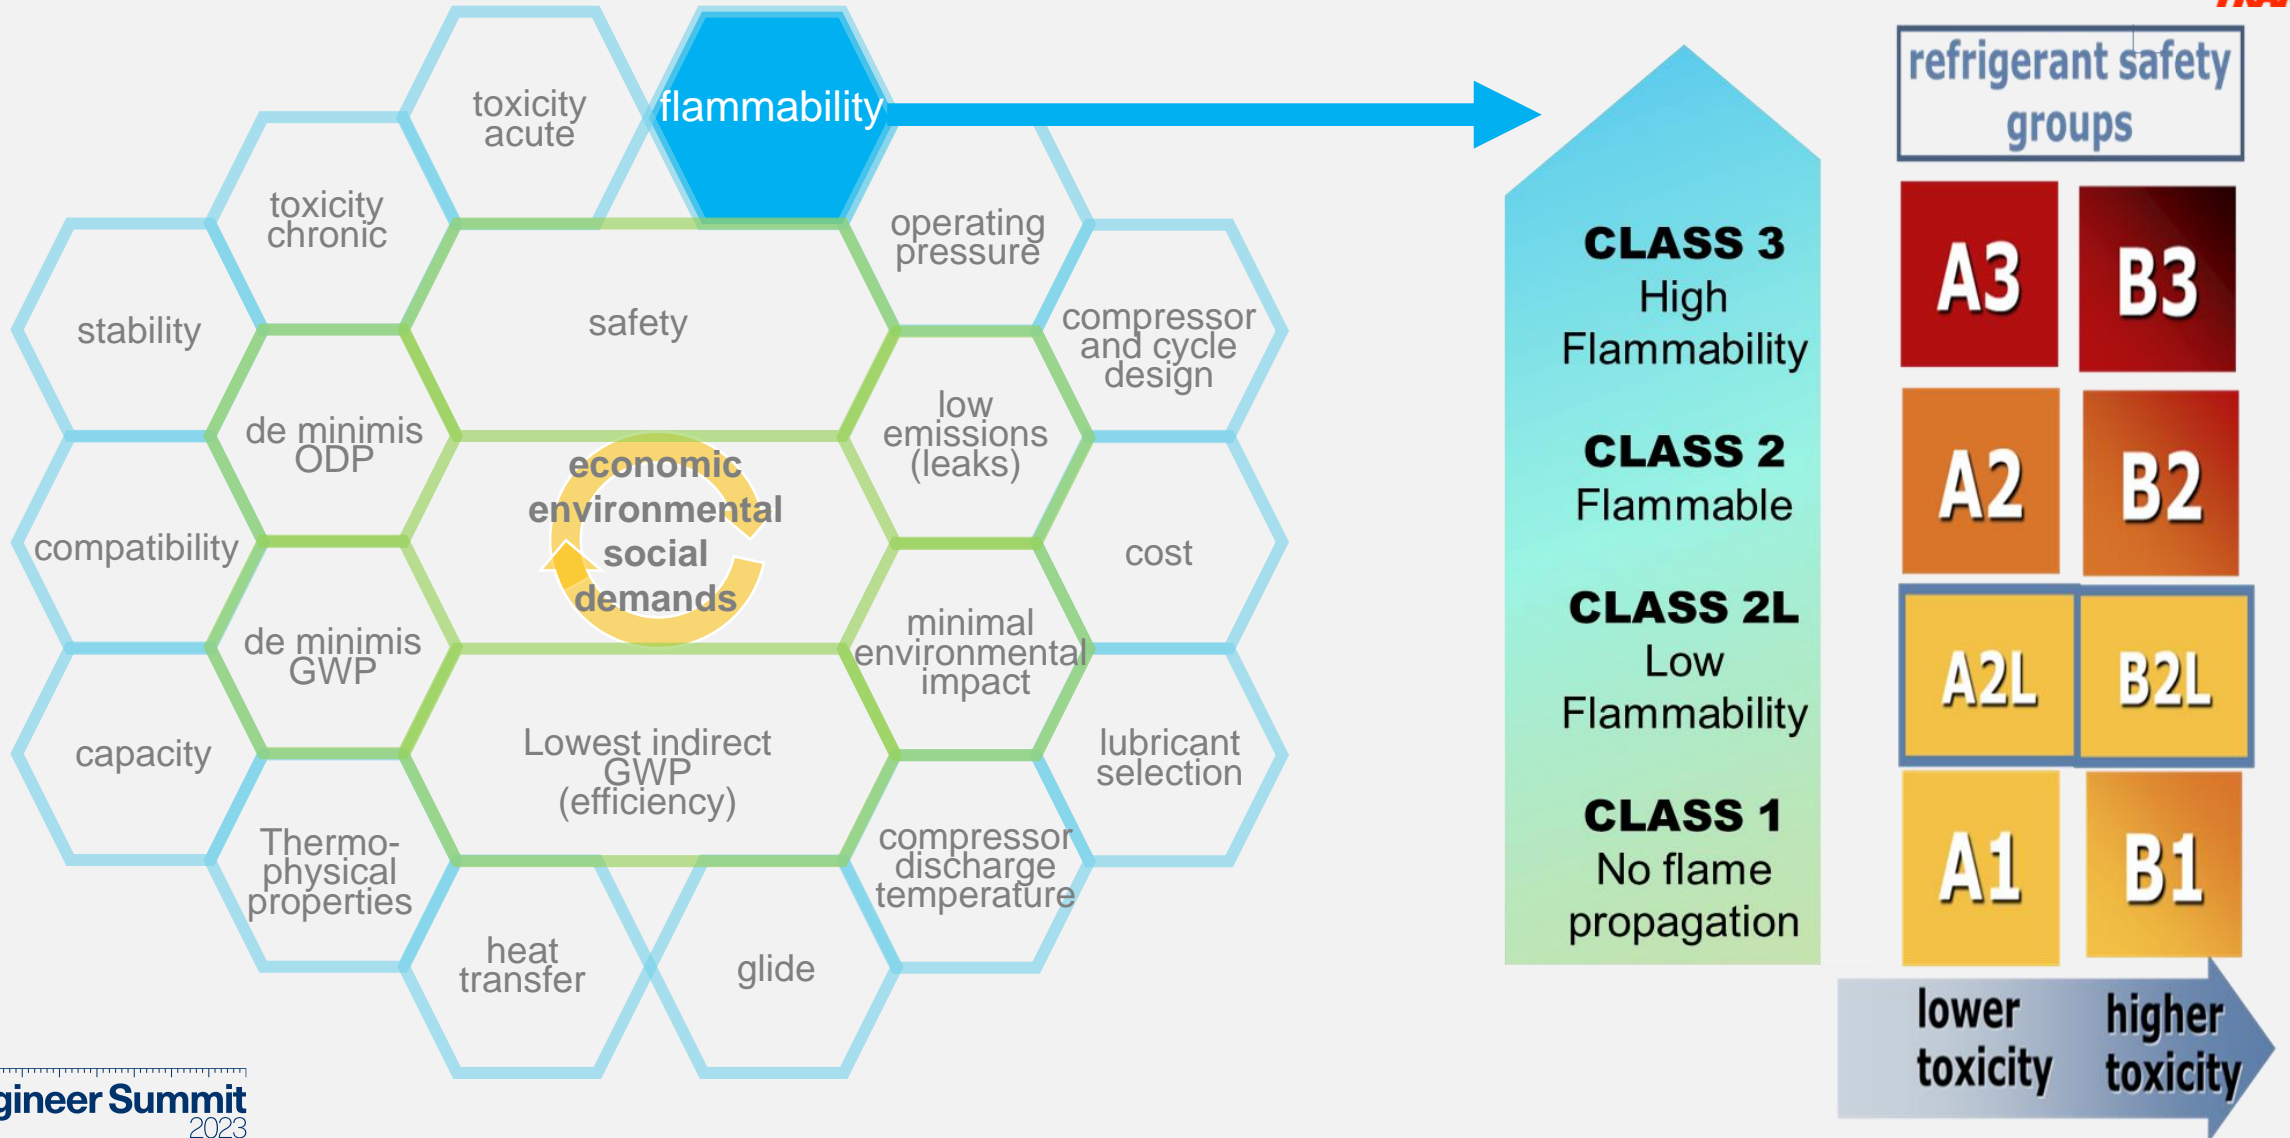 toxicity
acute
flammability
toxicity
chronic
operating
pressure
stability
safety
compressor
and cycle
design
de minimis
ODP
low
emissions
(leaks)
economic
environmental
social
demands
compatibility
cost
de minimis
GWP
minimal
environmental
impact
capacity
Lowest indirect
GWP
(efficiency)
lubricant
selection
Thermo-
physical
properties
compressor
discharge
temperature
heat
transfer
glide
CLASS 3
High
Flammability
CLASS 2
Flammable
CLASS 2L
Low
Flammability
CLASS 1
No flame
propagation
refrigerant safety
groups
A3 B3
A2 B2
A2L B2L
A1 B1
lower
toxicity
higher
toxicity
gineer Summit
2023